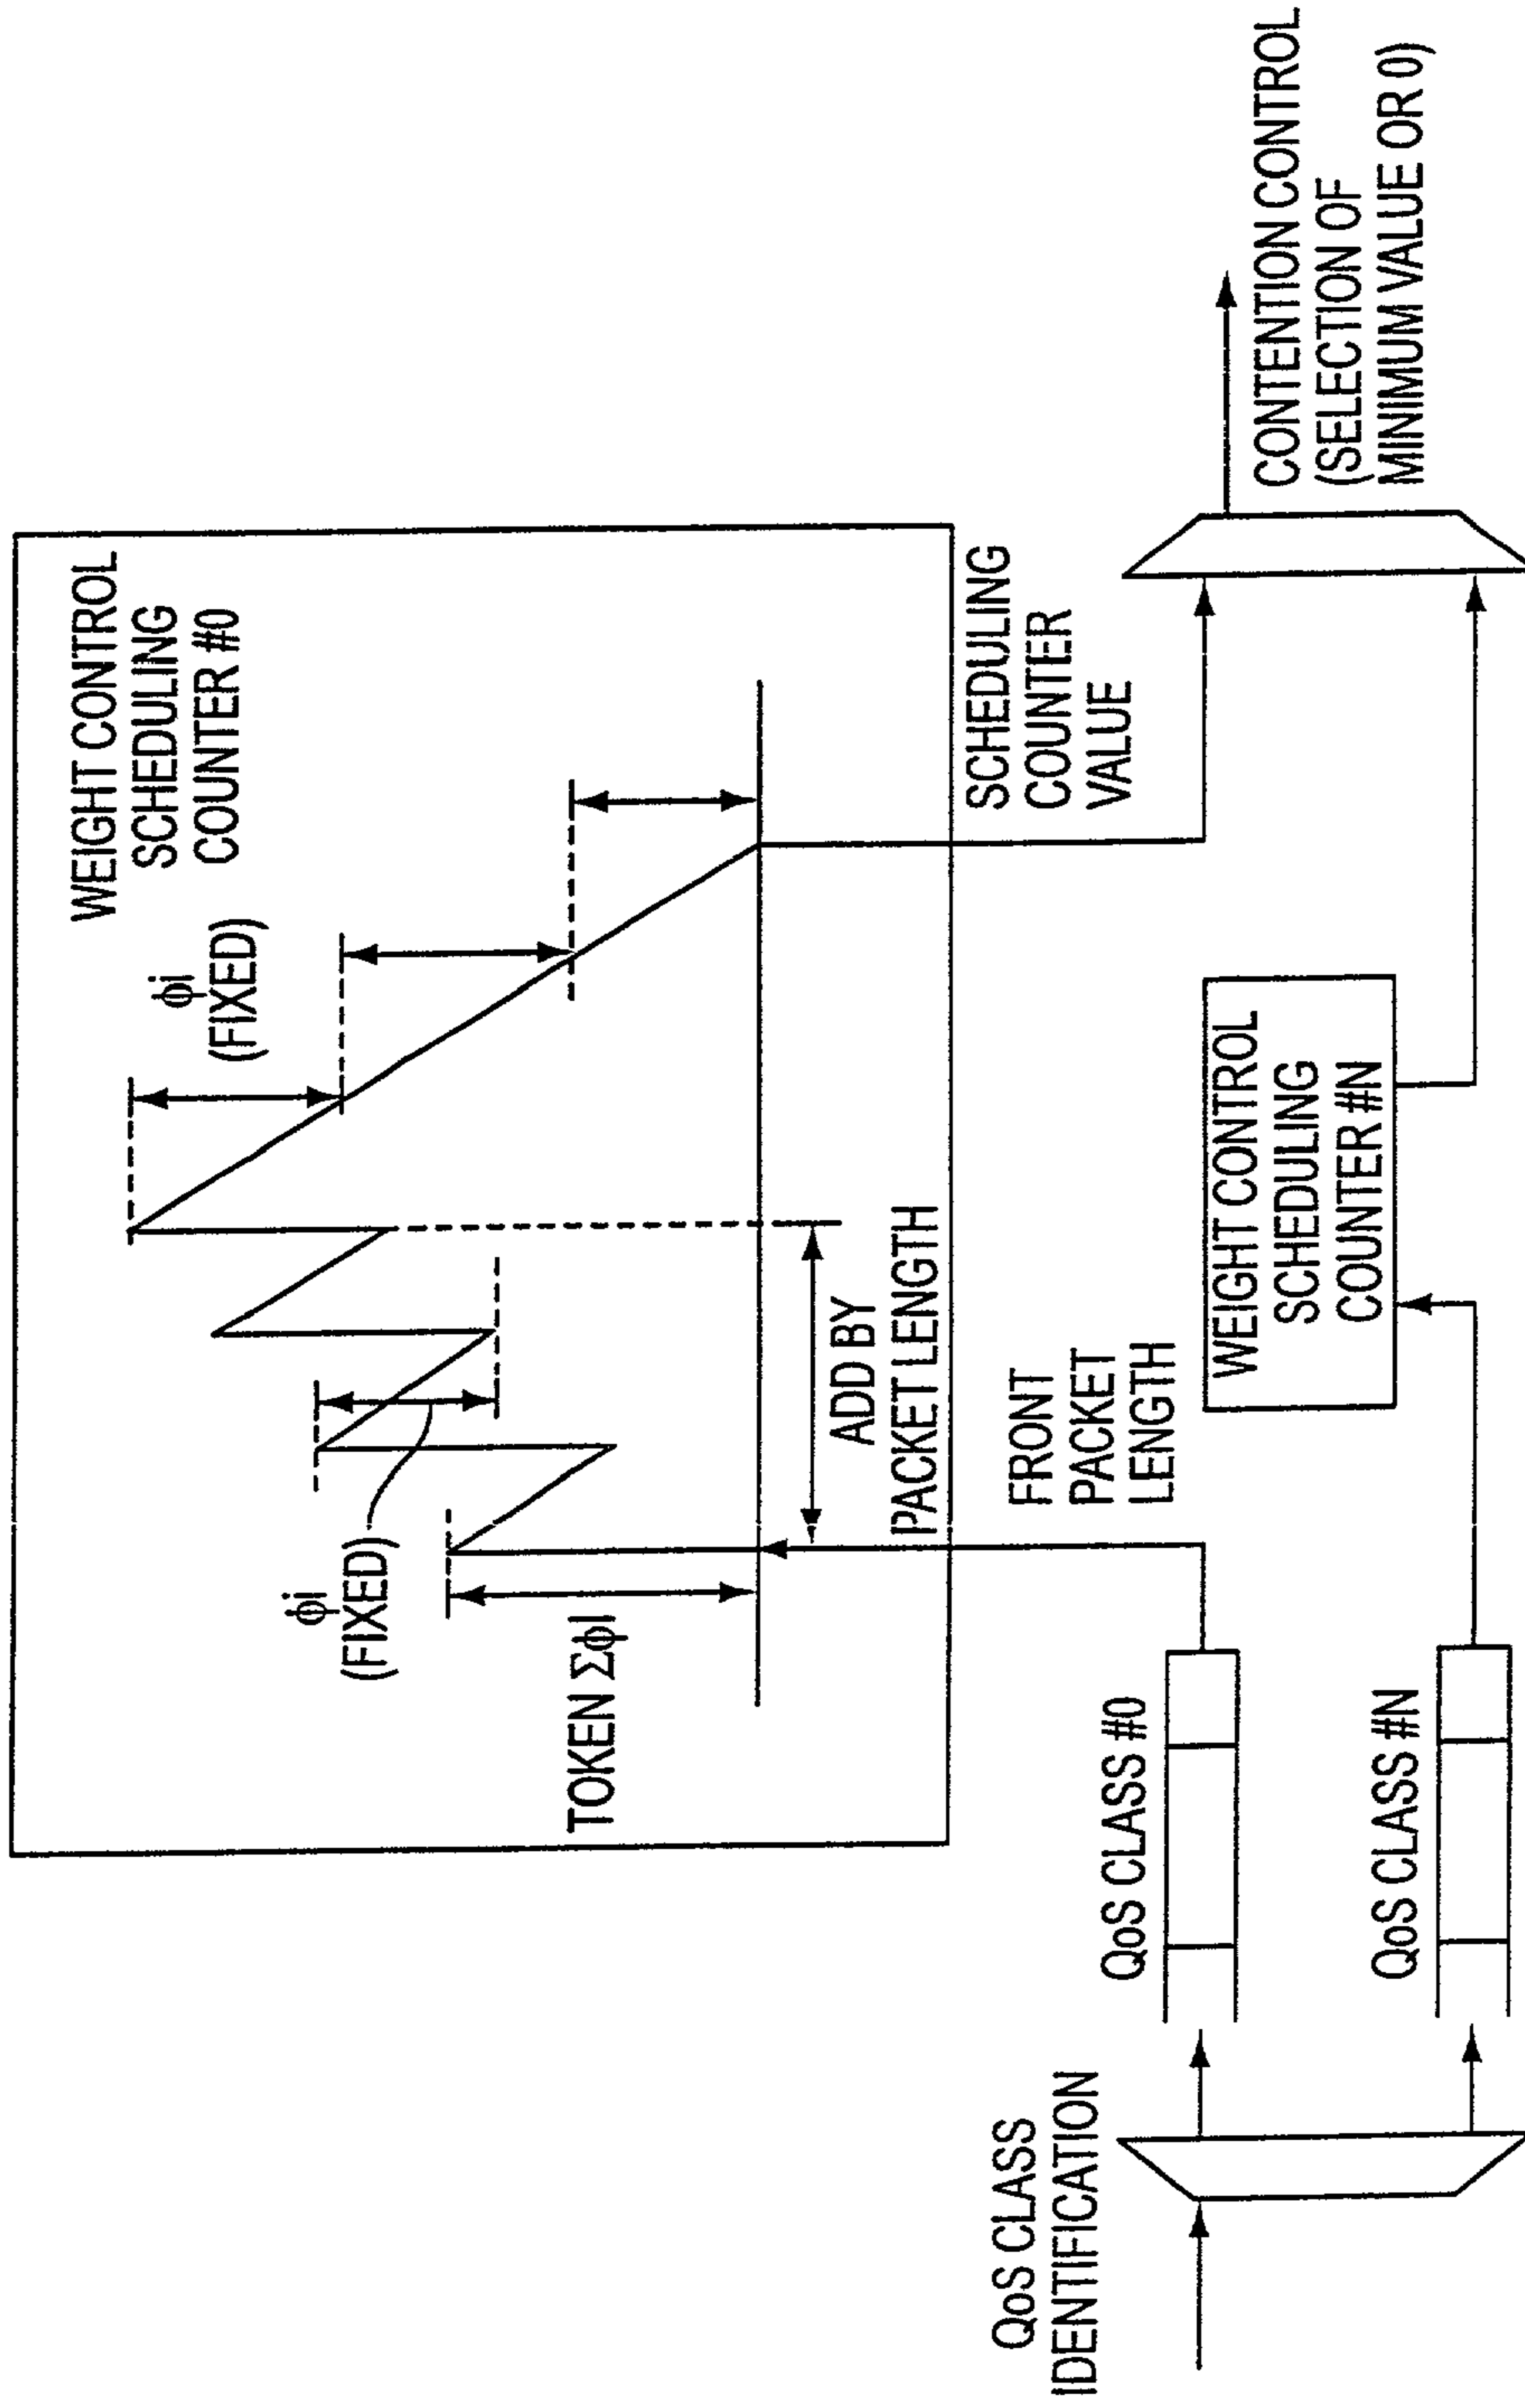 WEIGHT CONTROL
SCHEDULING
COUNTER #0
ϕi
(FIXED)
ϕi
(FIXED)
TOKEN Σϕi
ADD BY
PACKET LENGTH
SCHEDULING
COUNTER
VALUE
FRONT
PACKET
LENGTH
QoS CLASS
IDENTIFICATION
QoS CLASS #0
QoS CLASS #N
WEIGHT CONTROL
SCHEDULING
COUNTER #N
CONTENTION CONTROL
(SELECTION OF
MINIMUM VALUE OR 0)